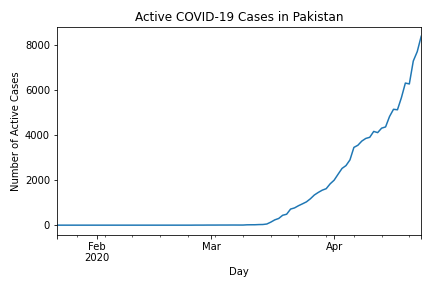 Active COVID-19 Cases in Pakistan
Number of Active Cases
8000
6000
4000
2000
0
Feb
2020
Mar
Apr
Day